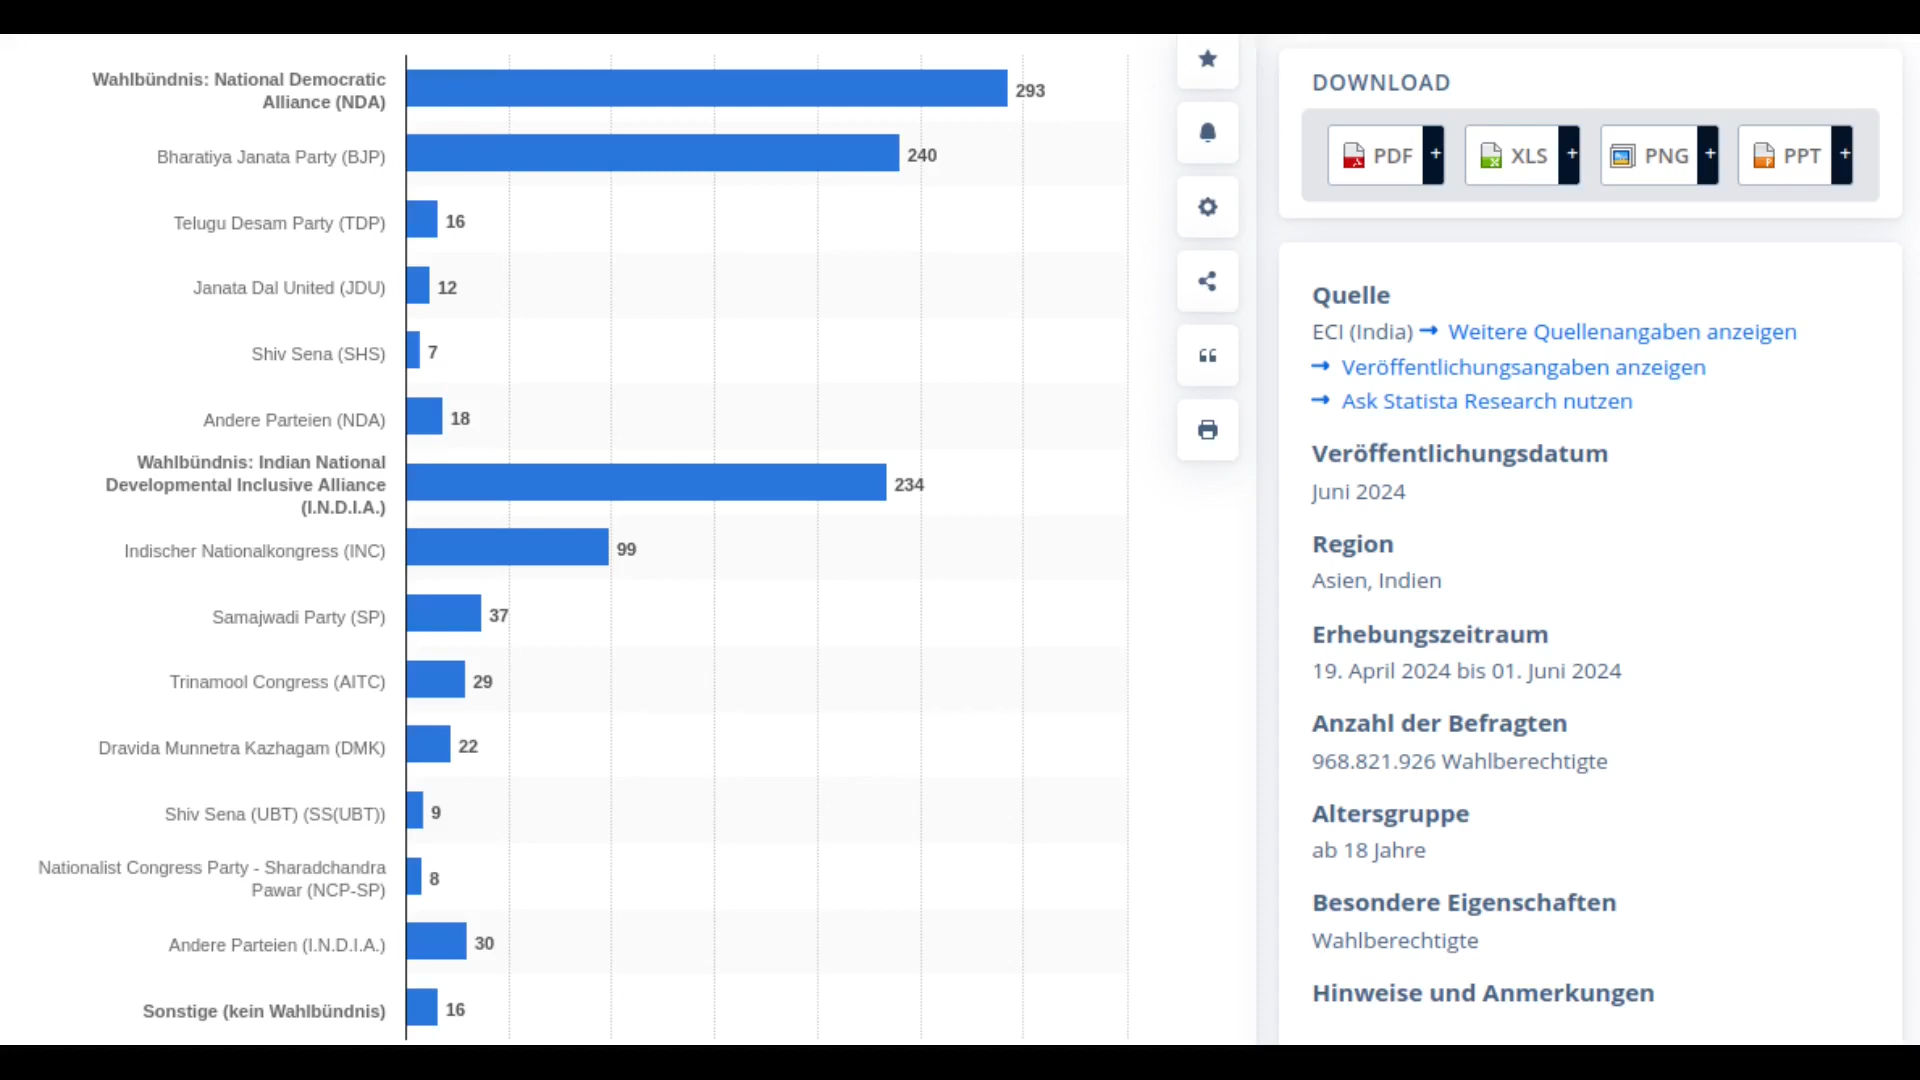 Wahlbündnis: National Democratic
Alliance (NDA)
293
Bharatiya Janata Party (BJP)
240
Telugu Desam Party (TDP)
16
Janata Dal United (JDU)
12
Shiv Sena (SHS)
7
Andere Parteien (NDA)
18
Wahlbündnis: Indian National
Developmental Inclusive Alliance
(I.N.D.I.A.)
234
Indischer Nationalkongress (INC)
99
Samajwadi Party (SP)
37
Trinamool Congress (AITC)
29
Dravida Munnetra Kazhagam (DMK)
22
Shiv Sena (UBT) (SS(UBT))
9
Nationalist Congress Party - Sharadchandra
Pawar (NCP-SP)
8
Andere Parteien (I.N.D.I.A.)
30
Sonstige (kein Wahlbündnis)
16
DOWNLOAD
PDF + XLS + PNG + PPT +
Quelle
ECI (India) → Weitere Quellenangaben anzeigen
→ Veröffentlichungsangaben anzeigen
→ Ask Statista Research nutzen
Veröffentlichungsdatum
Juni 2024
Region
Asien, Indien
Erhebungszeitraum
19. April 2024 bis 01. Juni 2024
Anzahl der Befragten
968.821.926 Wahlberechtigte
Altersgruppe
ab 18 Jahre
Besondere Eigenschaften
Wahlberechtigte
Hinweise und Anmerkungen